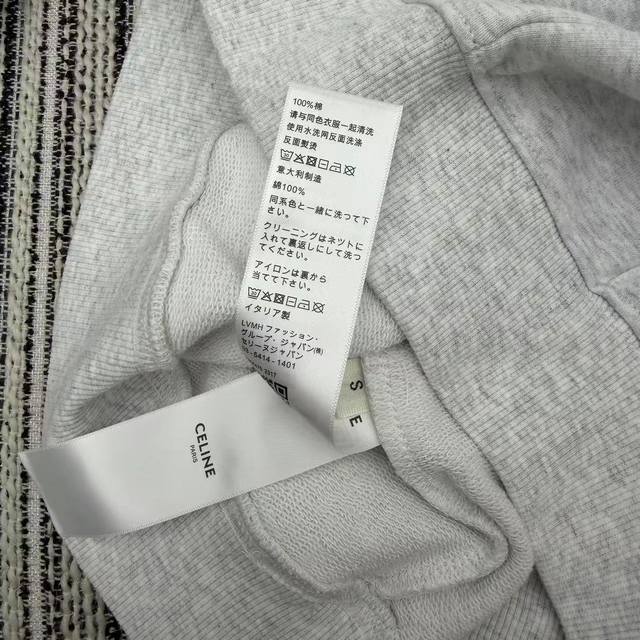 100%棉
请与同色衣服一起清洗
使用水洗网反面洗涤
反面熨烫
意大利制造
綿100%
同系色と一緒に洗って下
さい。
クリーニングはネットに
入れて裏返しにして洗っ
てください。
アイロンは裏から
当てて下さい。
イタリア製
LVMH ファッション・
グループ・ジャパン(株)
セリーヌジャパン
5414-1401
S
E
CELINE
PARIS